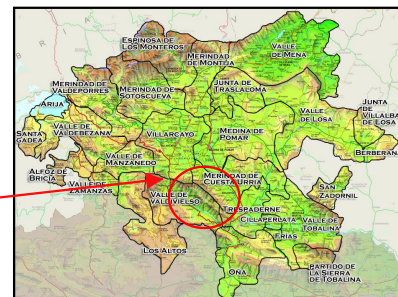 ESPINOSA DE
LOS MONTEROS
MERINDAD
DE MONTIJA
VALLE
DE MENA
MERINDAD DE
VALDEPORRES
MERINDAD DE
SOTOSCUEVA
JUNTA DE
TRASLALOMA
ARIJA
VALLE
DE LOSA
JUNTA
DE VILLALBA
DE LOSA
SANTA
GADEA
VALLE DE
VALDEBEZANA
VILLARCAYO
MEDINA DE
POMAR
BERBERANA
ALFOZ DE
BRICIA
VALLE DE
MANZANEDO
VALLE DE
ZAMANZAS
MERINDAD DE
CUESTA URRIA
VALLE DE
VALDIVIELSO
SAN
ZADORNIL
TRESPADERNE
CILLAPERLATA
VALLE DE
TOBALINA
FRÍAS
LOS ALTOS
OÑA
PARTIDO DE
LA SIERRA
DE TOBALINA